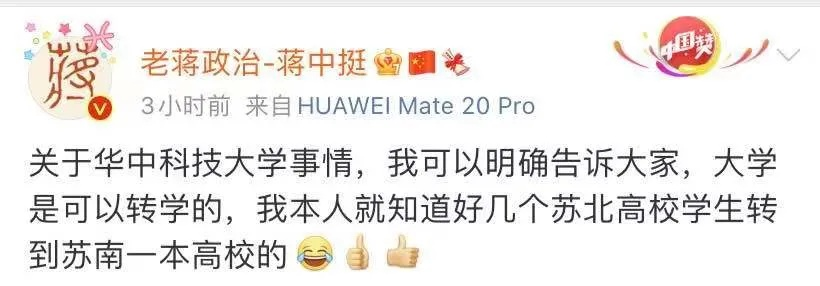 蒋
中国赞
老蒋政治-蒋中挺
3小时前 来自 HUAWEI Mate 20 Pro
关于华中科技大学事情，我可以明确告诉大家，大学
是可以转学的，我本人就知道好几个苏北高校学生转
到苏南一本高校的😂👍👍